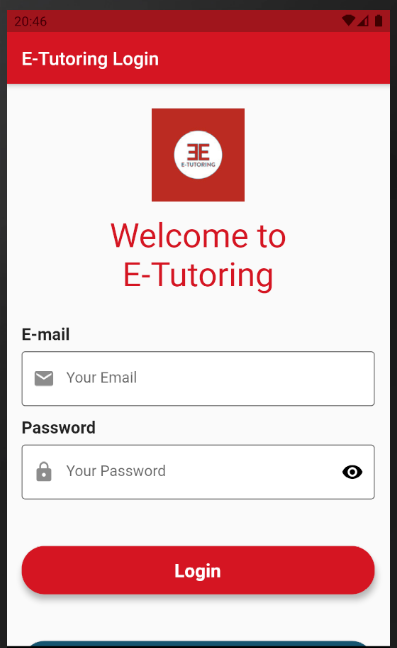 20:46
E-Tutoring Login
E-TUTORING
Welcome to
E-Tutoring
E-mail
Your Email
Password
Your Password
Login